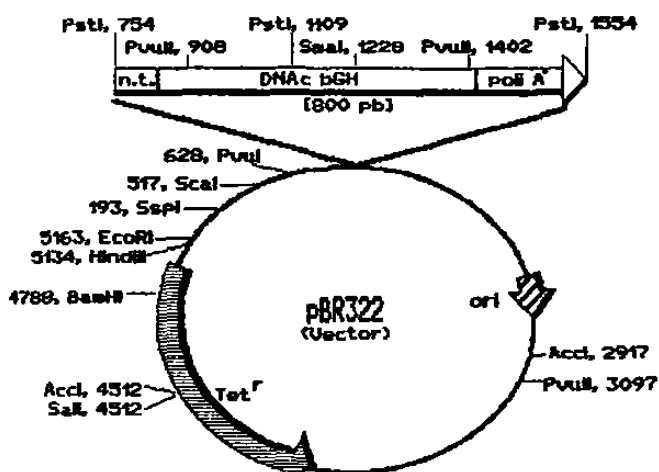 PstI, 754
PstI, 1109
PstI, 1554
PvuII, 908
SmaI, 1228
PvuII, 1402
n.t.
DNAc bGH
poli A+
[800 pb]
628, PvuI
517, ScaI
193, SspI
5163, EcoRI
5134, HindIII
4788, BamHI
ori
pBR322
(Vector)
AccI, 2917
PvuII, 3097
AccI, 4512
SalI, 4512
Tet r